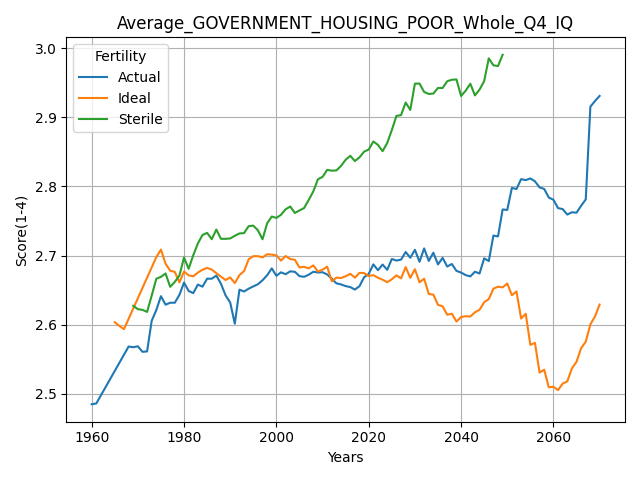 Average_GOVERNMENT_HOUSING_POOR_Whole_Q4_IQ
Fertility
Actual
Ideal
Sterile
Score(1-4)
3.0
2.9
2.8
2.7
2.6
2.5
1960 1980 2000 2020 2040 2060
Years